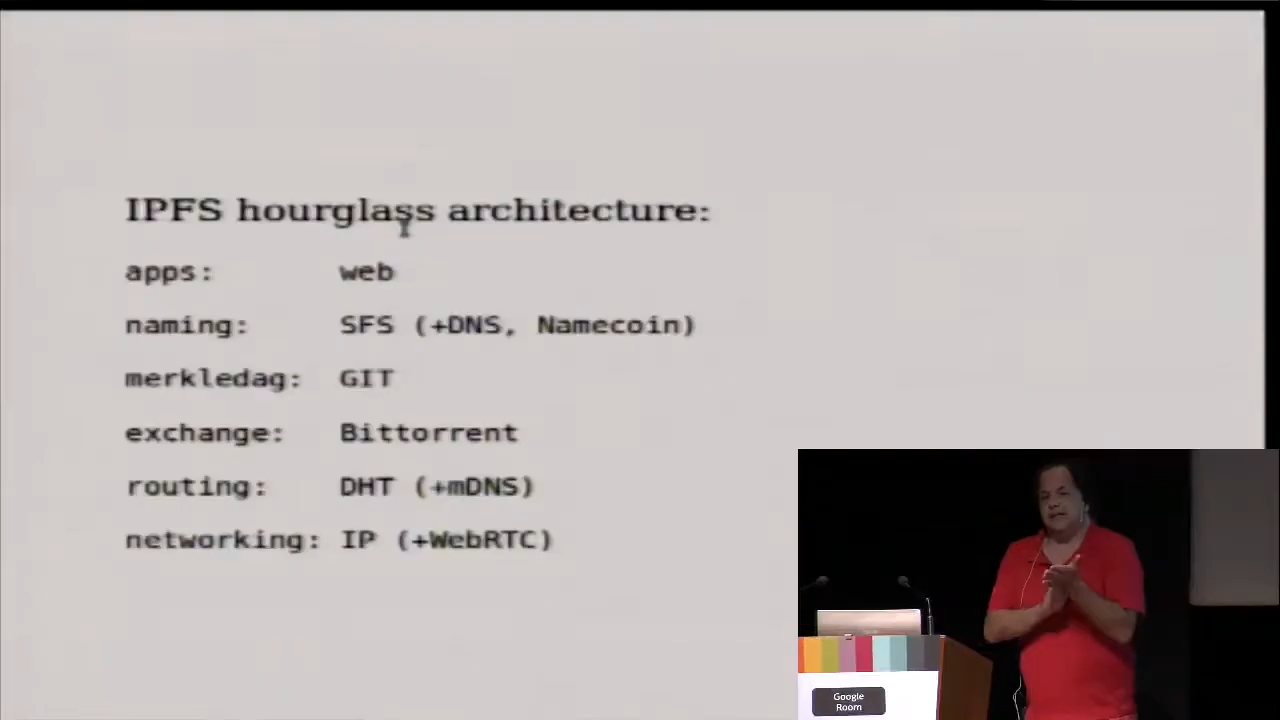 IPFS hourglass architecture:
apps: web
naming: SFS (+DNS, Namecoin)
merkledag: GIT
exchange: Bittorrent
routing: DHT (+mDNS)
networking: IP (+WebRTC)
Google
Room